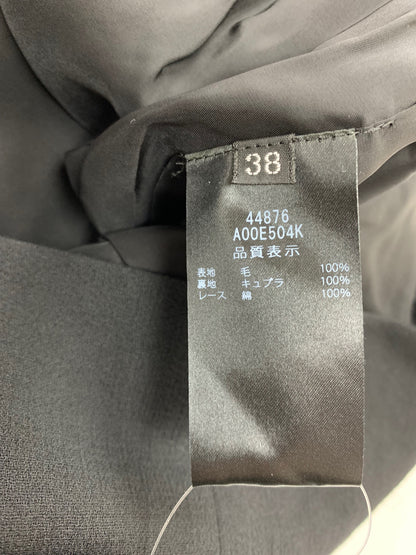 38
44876
A00E504K
品質表示
表地 毛 100%
裏地 キュプラ 100%
レース 綿 100%